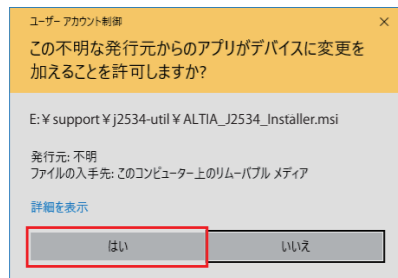 ユーザー アカウント制御
×
この不明な発行元からのアプリがデバイスに変更を
加えることを許可しますか?
E:¥support¥j2534-util¥ALTIA_J2534_Installer.msi
発行元: 不明
ファイルの入手先: このコンピューター上のリムーバブル メディア
詳細を表示
はい
いいえ